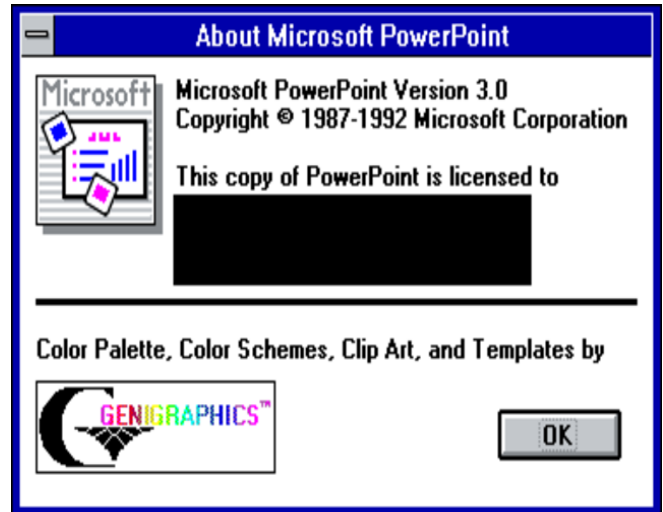 About Microsoft PowerPoint
Microsoft
Microsoft PowerPoint Version 3.0
Copyright © 1987-1992 Microsoft Corporation
This copy of PowerPoint is licensed to
Color Palette, Color Schemes, Clip Art, and Templates by
GENIGRAPHICS™
OK